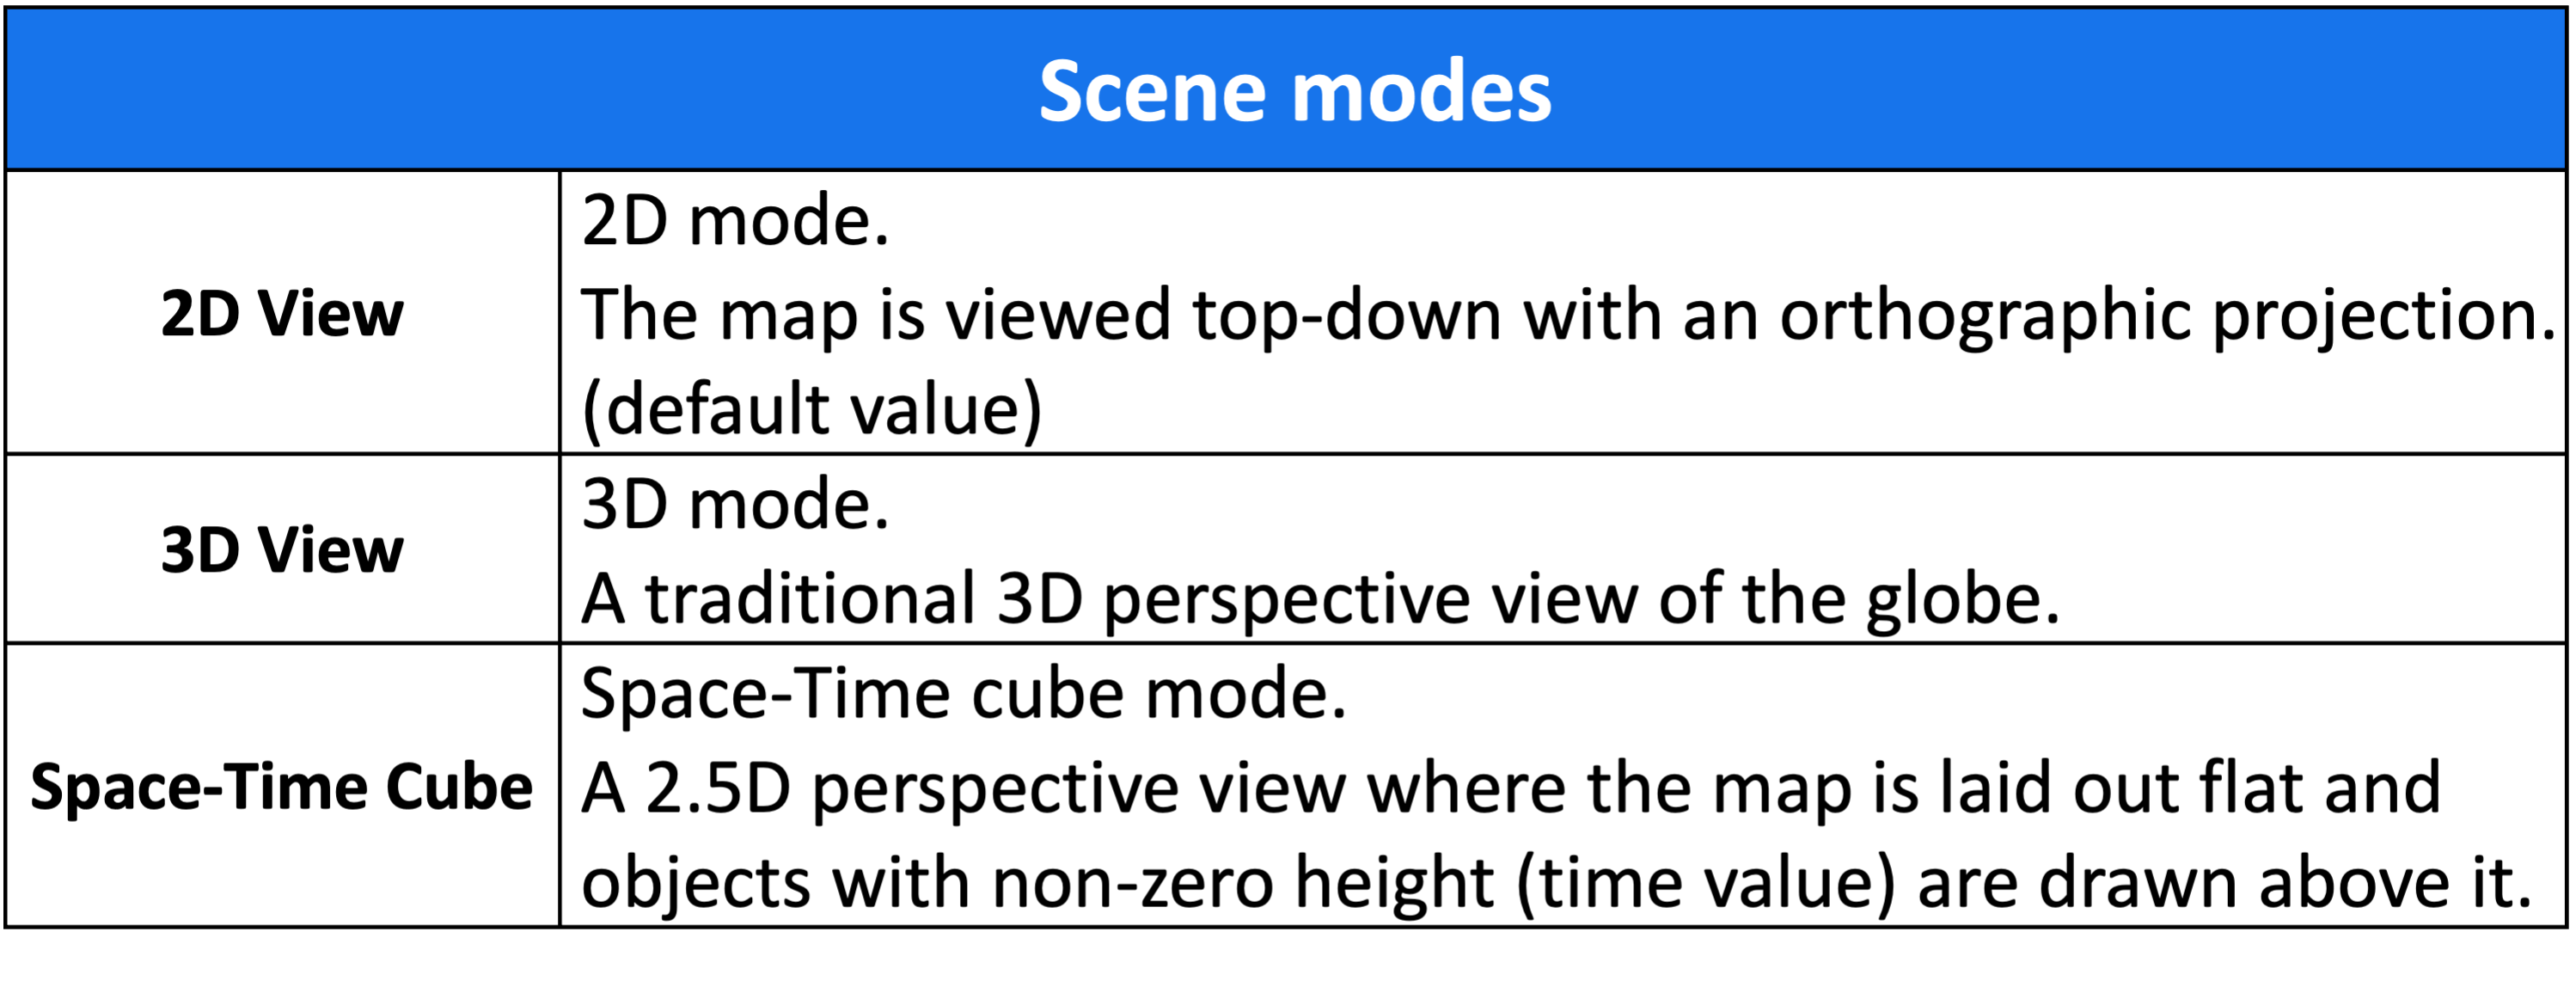 Scene modes
2D View
2D mode.
The map is viewed top-down with an orthographic projection.
(default value)
3D View
3D mode.
A traditional 3D perspective view of the globe.
Space-Time Cube
Space-Time cube mode.
A 2.5D perspective view where the map is laid out flat and
objects with non-zero height (time value) are drawn above it.